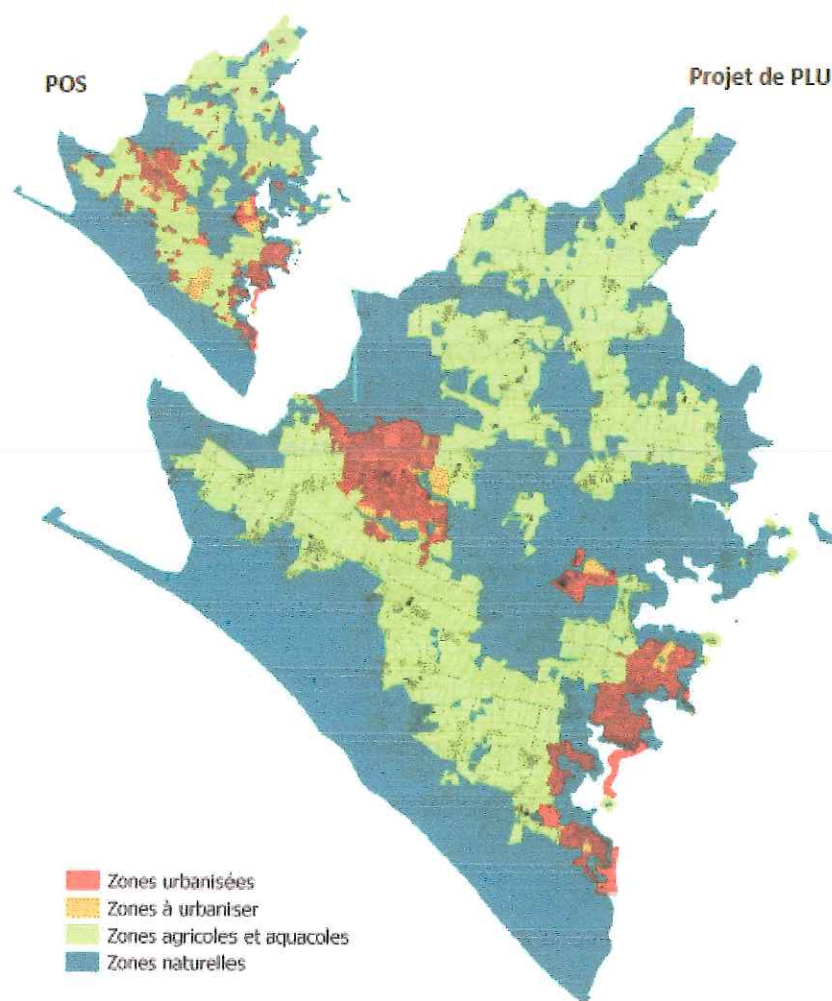 POS
Projet de PLU
Zones urbanisées
Zones à urbaniser
Zones agricoles et aquacoles
Zones naturelles